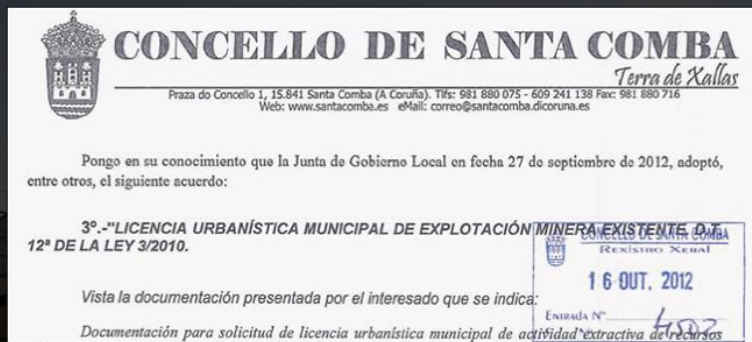 CONCELLO DE SANTA COMBA
Terra de Xallas
Praza do Concello 1, 15.841 Santa Comba (A Coruña). Tlfs: 981 880 075 - 609 241 138 Fax: 981 880 716
Web: www.santacomba.es eMail: correo@santacomba.dicoruna.es
Pongo en su conocimiento que la Junta de Gobierno Local en fecha 27 de septiembre de 2012, adoptó,
entre otros, el siguiente acuerdo:
3º.-"LICENCIA URBANÍSTICA MUNICIPAL DE EXPLOTACIÓN MINERA EXISTENTE. D.T.
12ª DE LA LEY 3/2010.
CONCELLO DE SANTA COMBA
REXISTRO XERAL
16 OUT. 2012
ENTRADA Nº 4502
Vista la documentación presentada por el interesado que se indica:
Documentación para solicitud de licencia urbanística municipal de actividad extractiva de recursos